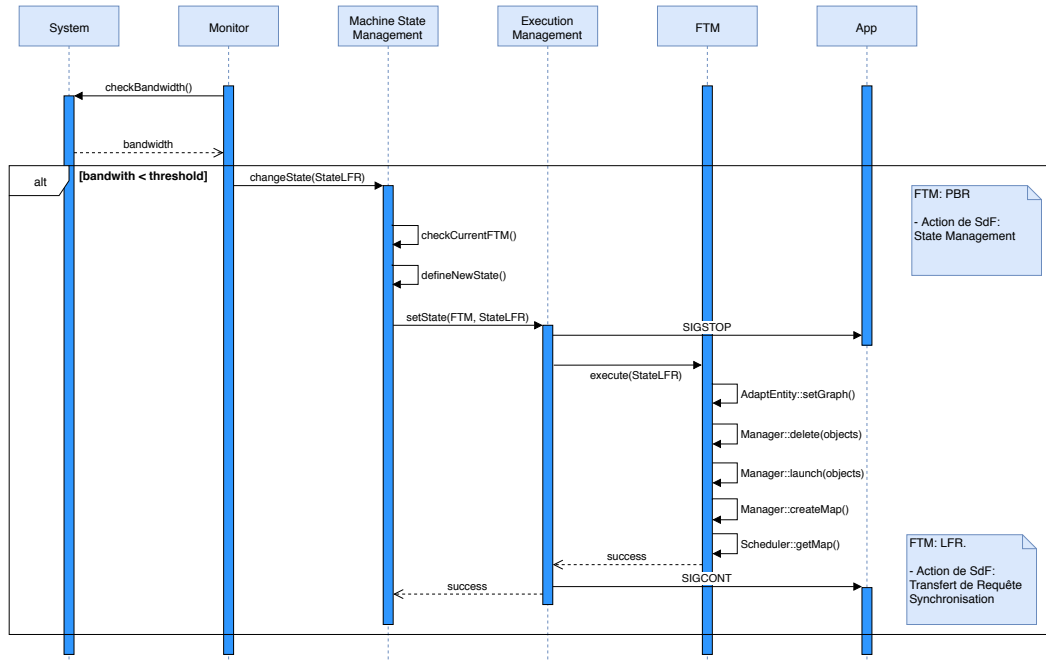 System
Monitor
Machine State
Management
Execution
Management
FTM
App
checkBandwidth()
bandwidth
alt
[bandwith < threshold]
changeState(StateLFR)
FTM: PBR
- Action de SdF:
State Management
checkCurrentFTM()
defineNewState()
setState(FTM, StateLFR)
SIGSTOP
execute(StateLFR)
AdaptEntity::setGraph()
Manager::delete(objects)
Manager::launch(objects)
Manager::createMap()
Scheduler::getMap()
success
SIGCONT
success
FTM: LFR.
- Action de SdF:
Transfert de Requête
Synchronisation